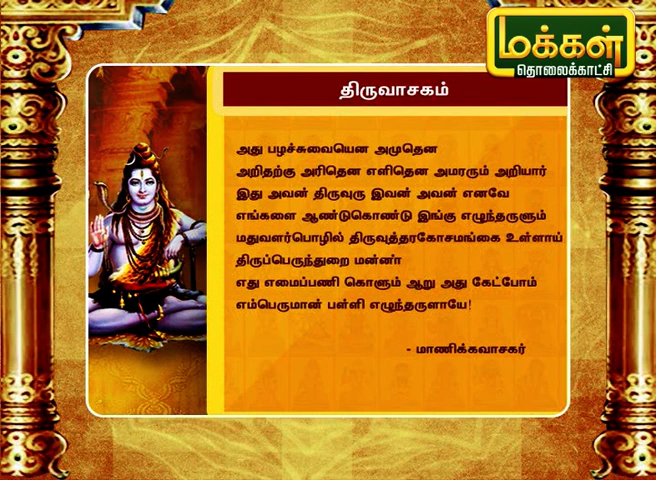 மக்கள்
தொலைக்காட்சி
திருவாசகம்
அது பழச்சுவையென அமுதென
அறிதற்கு அரிதென எளிதென அமரரும் அறியார்
இது அவன் திருவுரு இவன் அவன் எனவே
எங்களை ஆண்டுகொண்டு இங்கு எழுந்தருளும்
மதுவளர்பொழில் திருவுத்தரகோசமங்கை உள்ளாய்
திருப்பெருந்துறை மன்னா்
எது எமைப்பணி கொளும் ஆறு அது கேட்போம்
எம்பெருமான் பள்ளி எழுந்தருளாயே!
- மாணிக்கவாசகர்